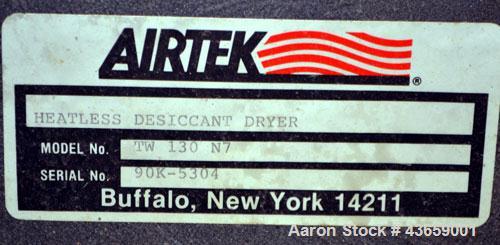 AIRTEK®
HEATLESS DESICCANT DRYER
MODEL No. TW 130 N7
SERIAL No. 90K-5304
Buffalo, New York 14211
Aaron Stock # 43659001